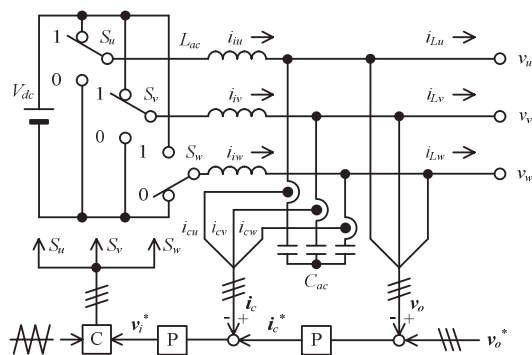 1 S_u L_ac i_iu i_Lu v_u
0
V_dc 1 S_v i_iv i_Lv v_v
0 1 S_w i_iw i_Lw v_w
0
i_cu i_cv i_cw
S_u S_v S_w
C_ac
i_c v_o
- + - +
v_i* i_c*
C P P v_o*